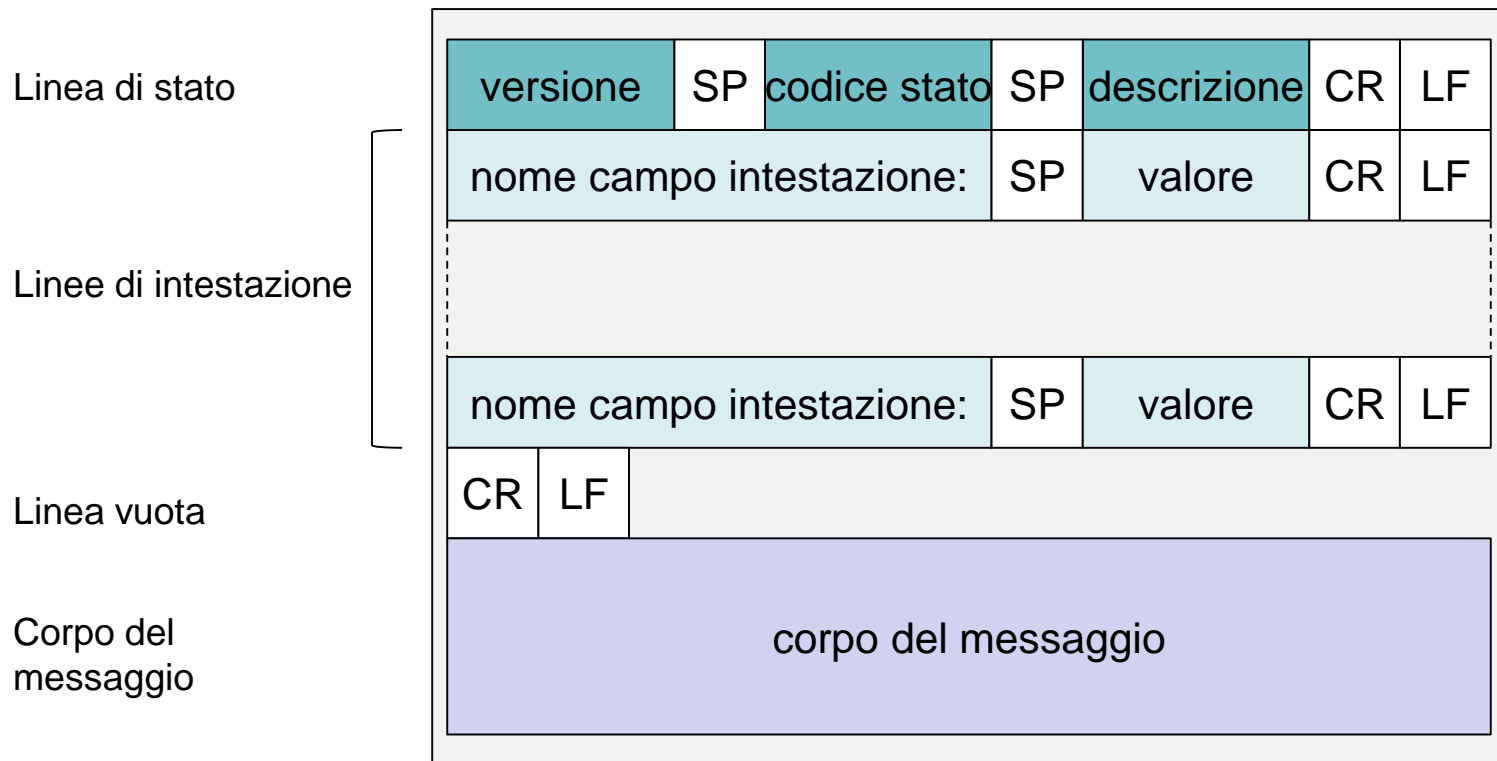 Linea di stato
versione SP codice stato SP descrizione CR LF
nome campo intestazione: SP valore CR LF
Linee di intestazione
nome campo intestazione: SP valore CR LF
Linea vuota
CR LF
Corpo del
messaggio
corpo del messaggio